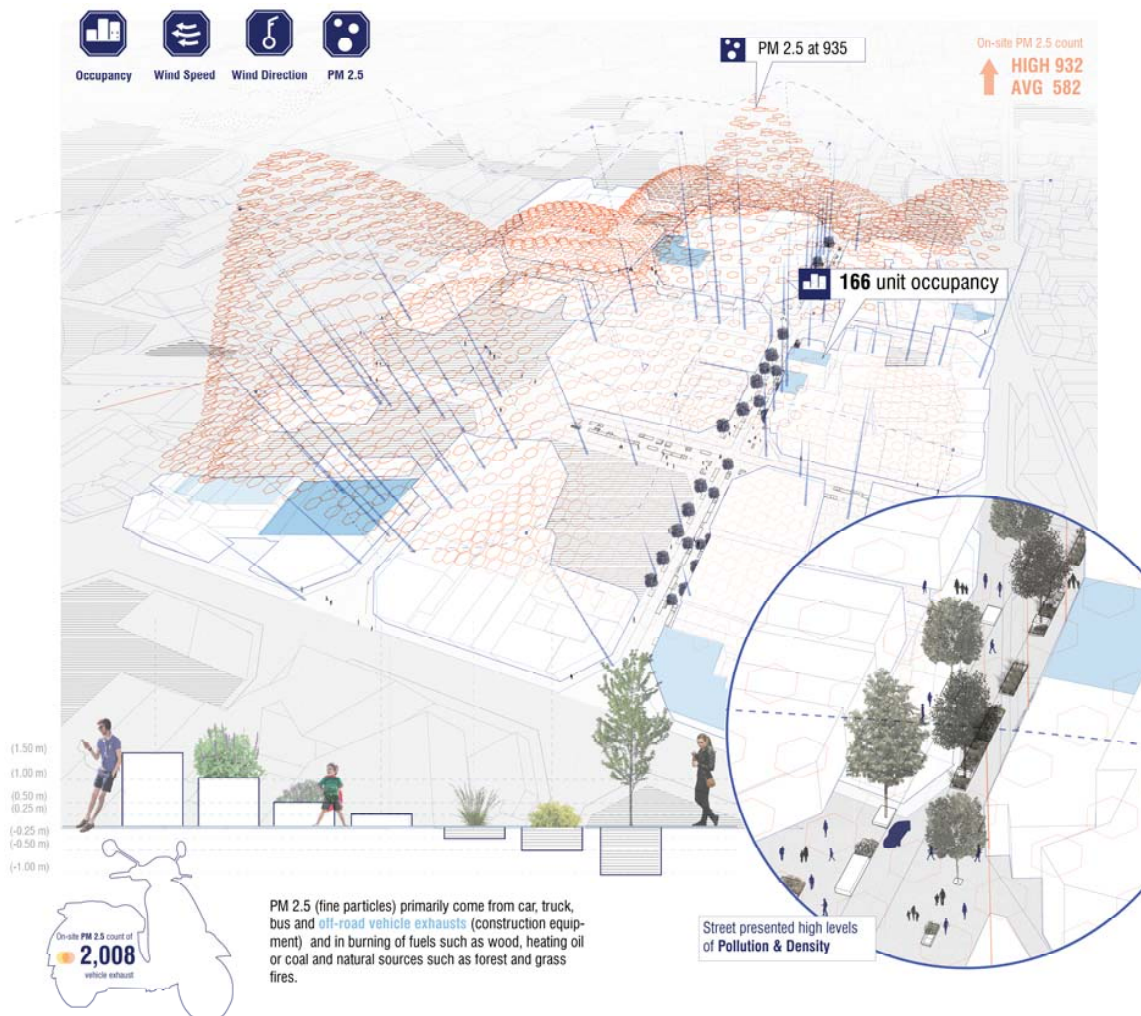 Occupancy
Wind Speed
Wind Direction
PM 2.5
PM 2.5 at 935
On-site PM 2.5 count
HIGH 932
AVG 582
166 unit occupancy
(1.50 m)
(1.00 m)
(0.50 m)
(0.25 m)
(-0.25 m)
(-0.50 m)
(-1.00 m)
On-site PM 2.5 count of
2,008
vehicle exhaust
PM 2.5 (fine particles) primarily come from car, truck,
bus and off-road vehicle exhausts (construction equip-
ment) and in burning of fuels such as wood, heating oil
or coal and natural sources such as forest and grass
fires.
Street presented high levels
of Pollution & Density